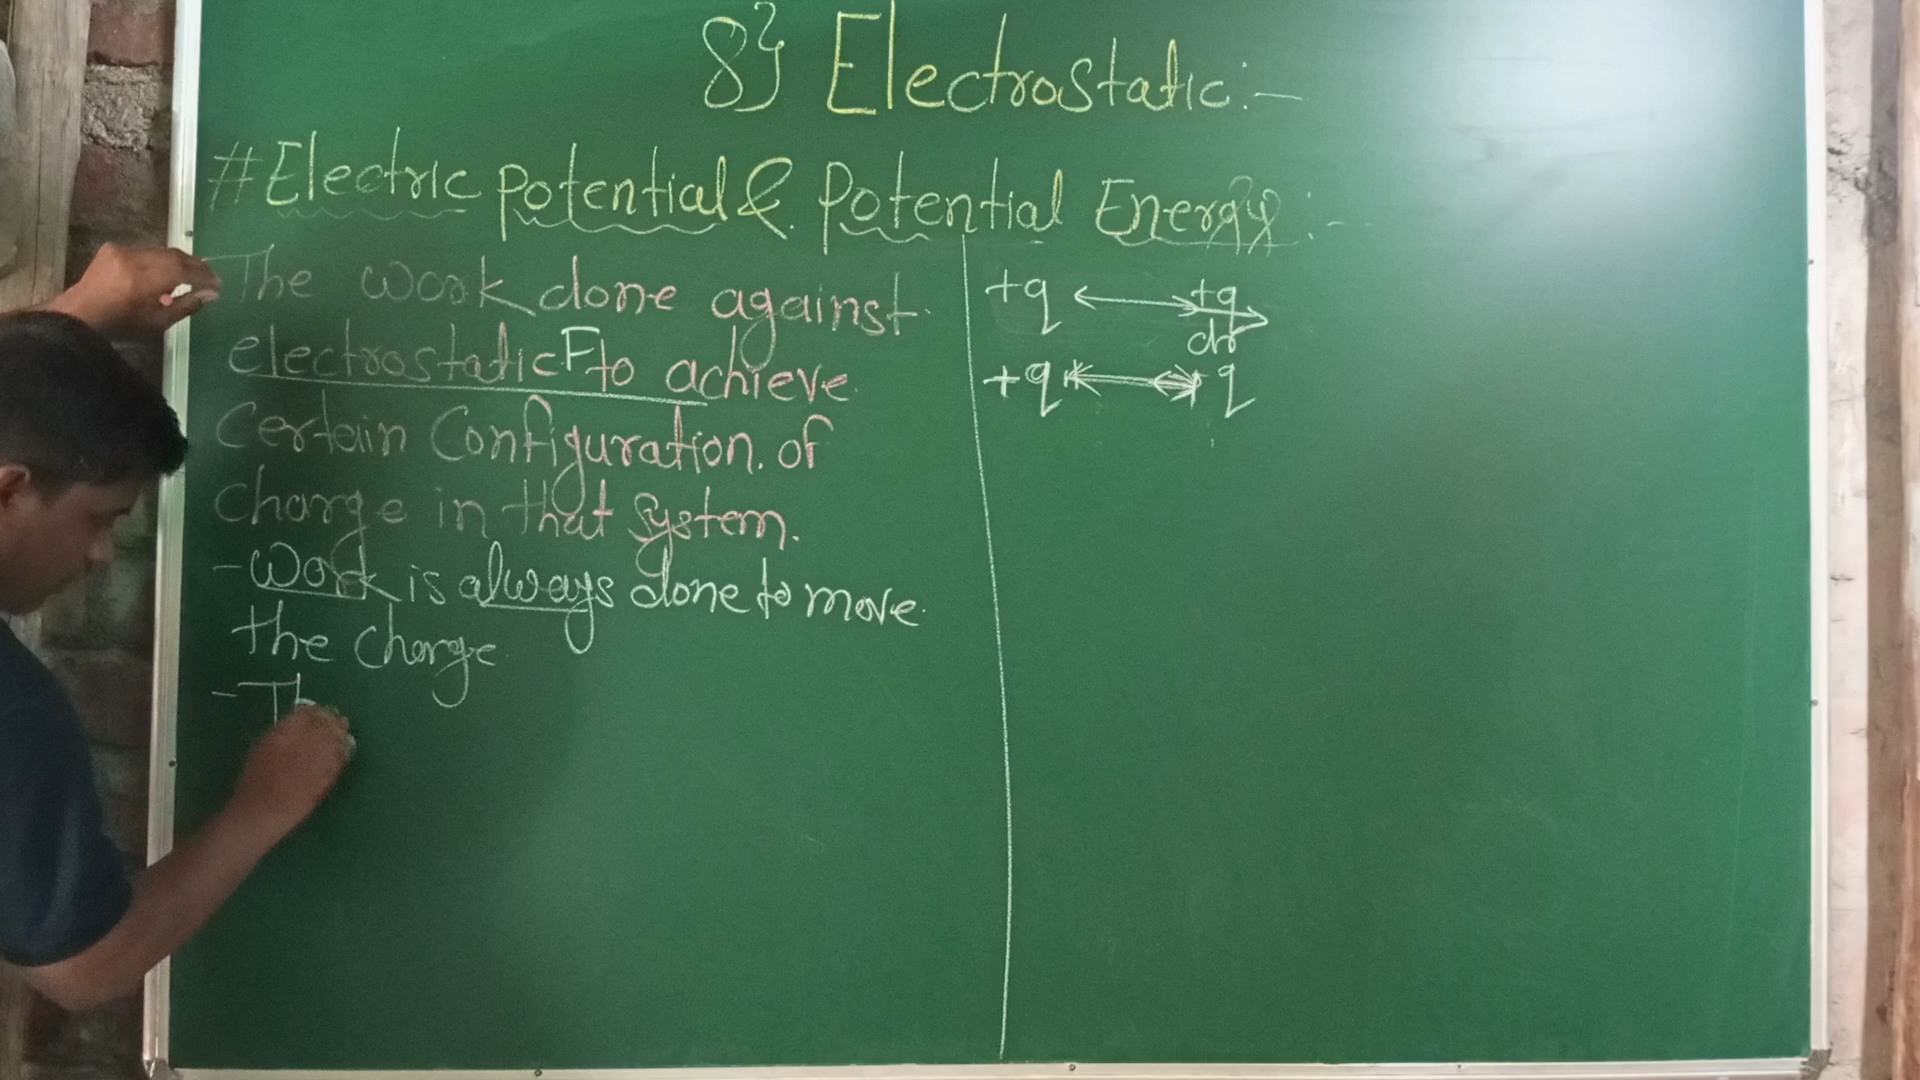 8} Electrostatic:-
#Electric potential & Potential Energy:-
The work done against
electrostatic F to achieve
Certain Configuration. of
Charge in that system.
- Work is always done to move
the charge
- Th
+q +q
dr
+q - q